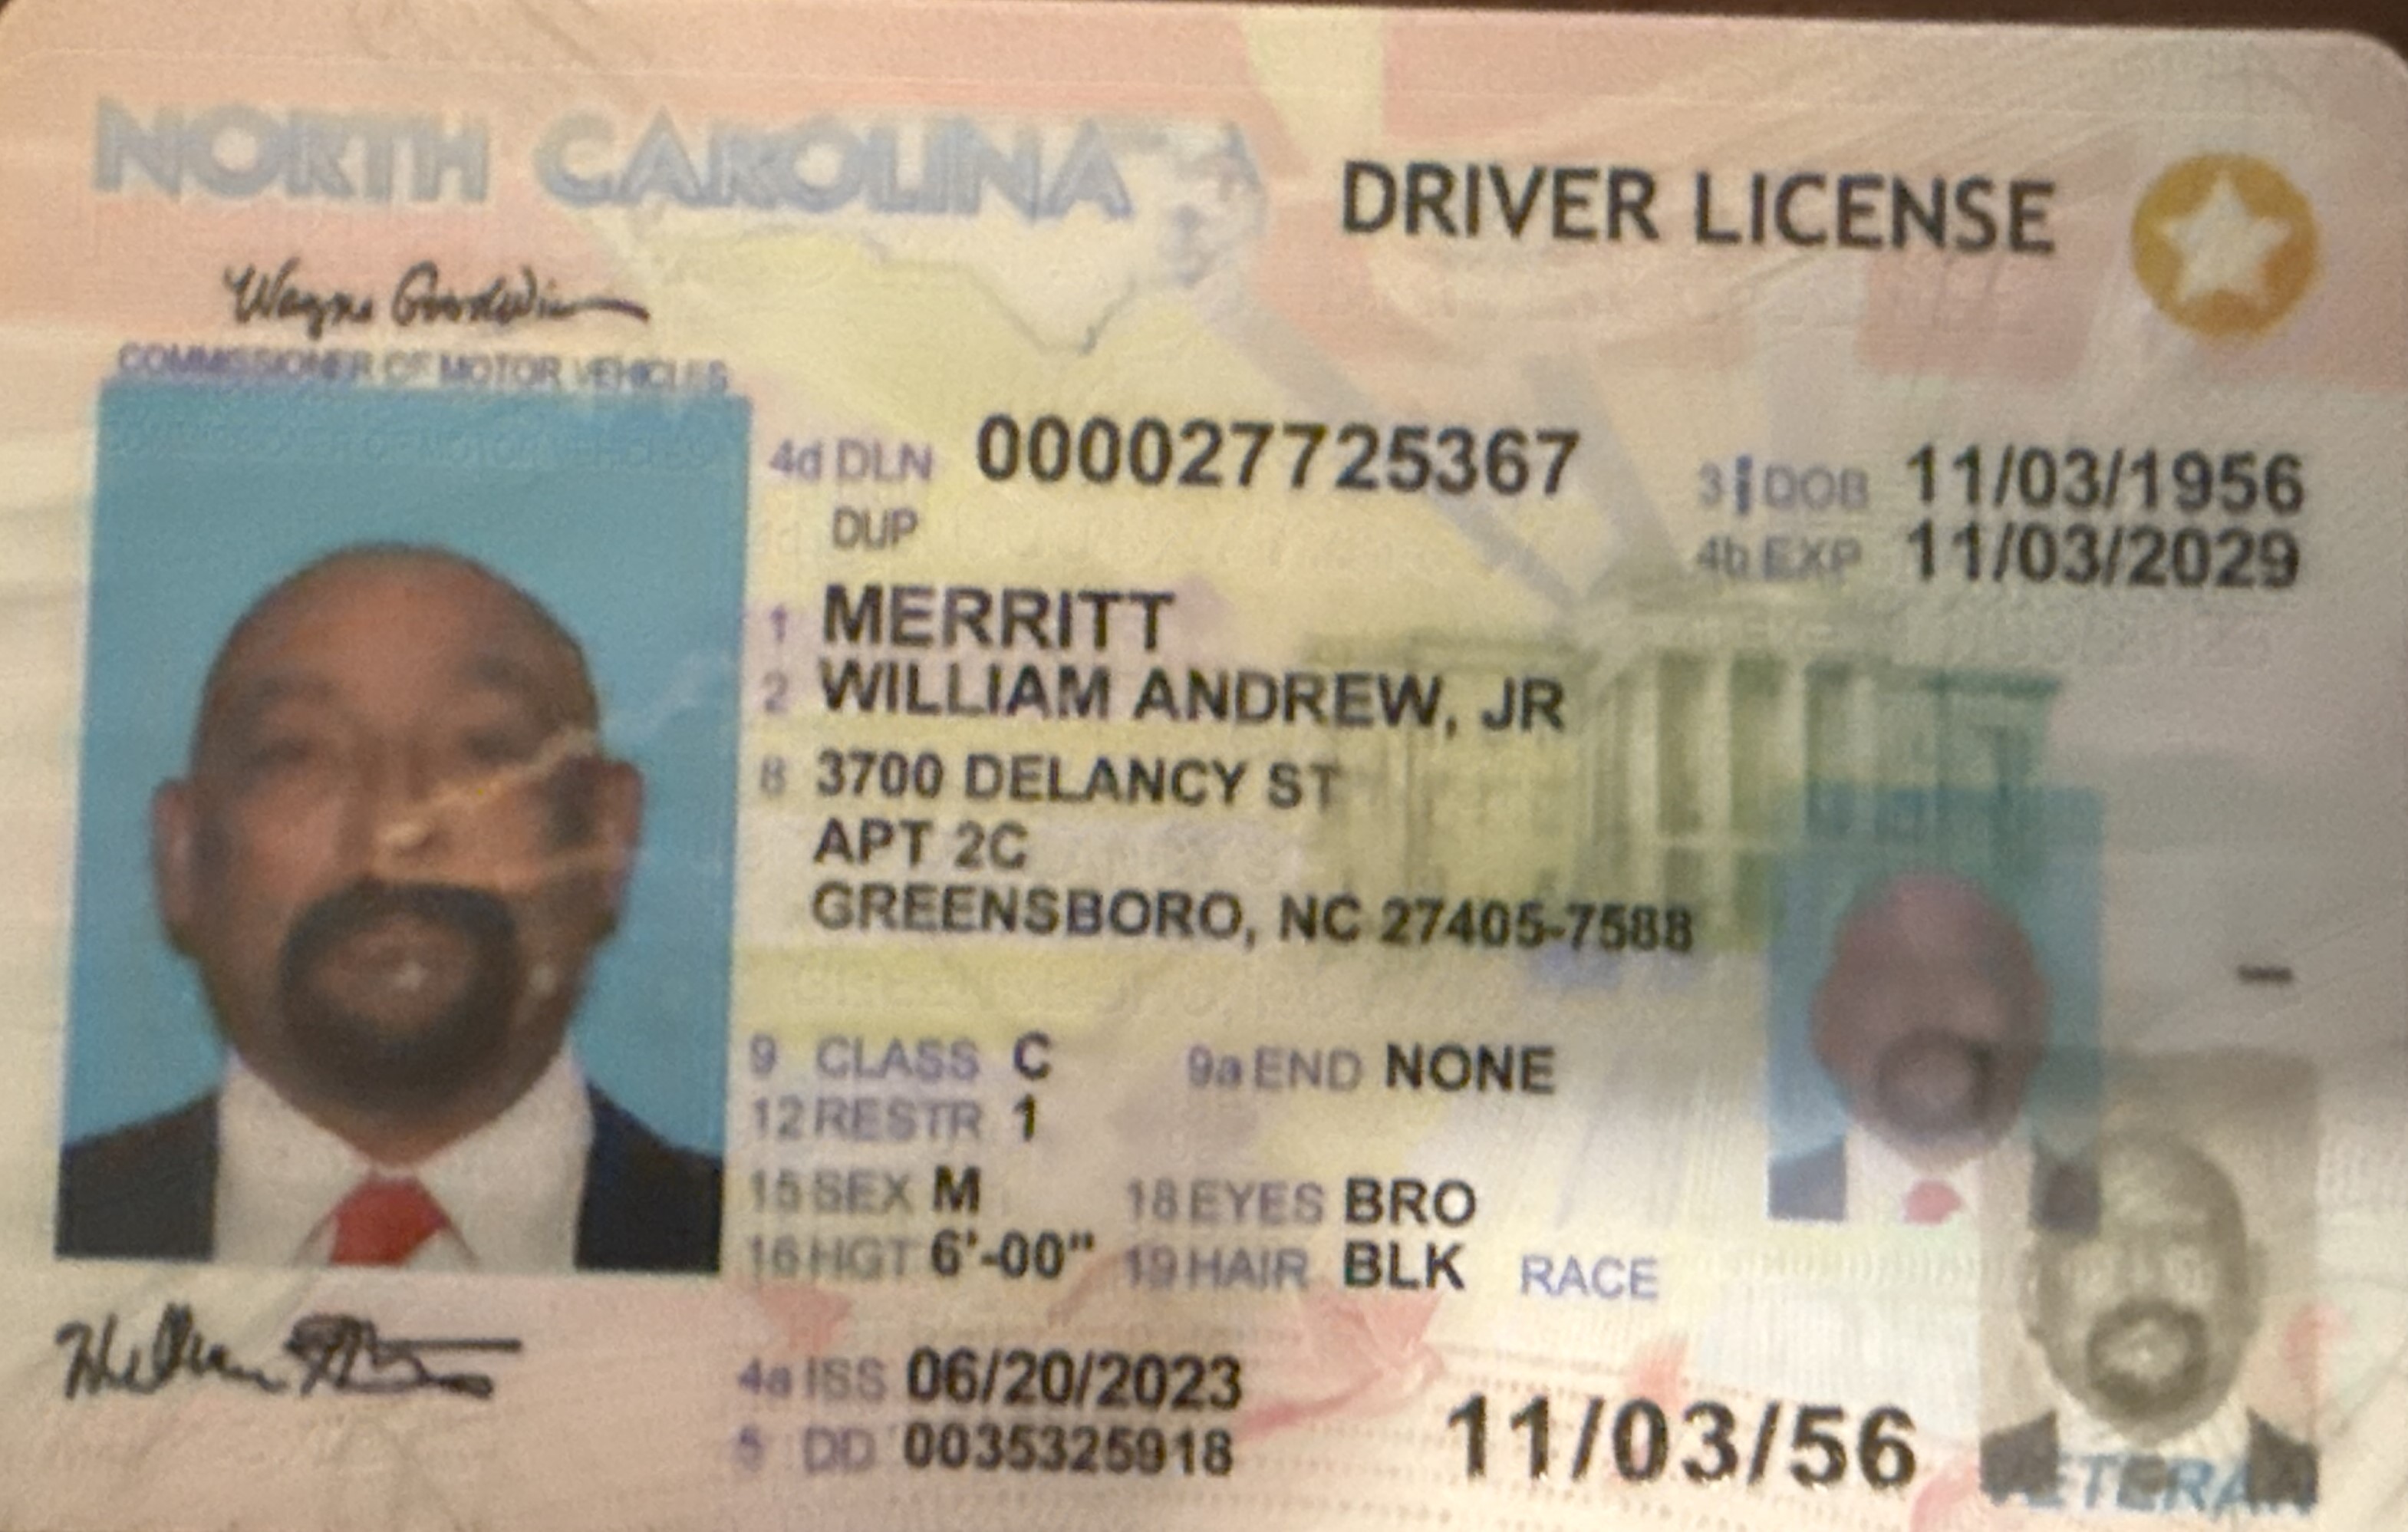 NORTH CAROLINA
DRIVER LICENSE
Wayne Goodwin
COMMISSIONER OF MOTOR VEHICLES
4d DLN 000027725367
3 DOB 11/03/1956
DUP
4b EXP 11/03/2029
1 MERRITT
2 WILLIAM ANDREW, JR
8 3700 DELANCY ST
APT 2C
GREENSBORO, NC 27405-7588
9 CLASS C 9a END NONE
12 RESTR 1
15 SEX M 18 EYES BRO
16 HGT 6'-00" 19 HAIR BLK RACE
4a ISS 06/20/2023
5 DD 0035325918
11/03/56
VETERAN